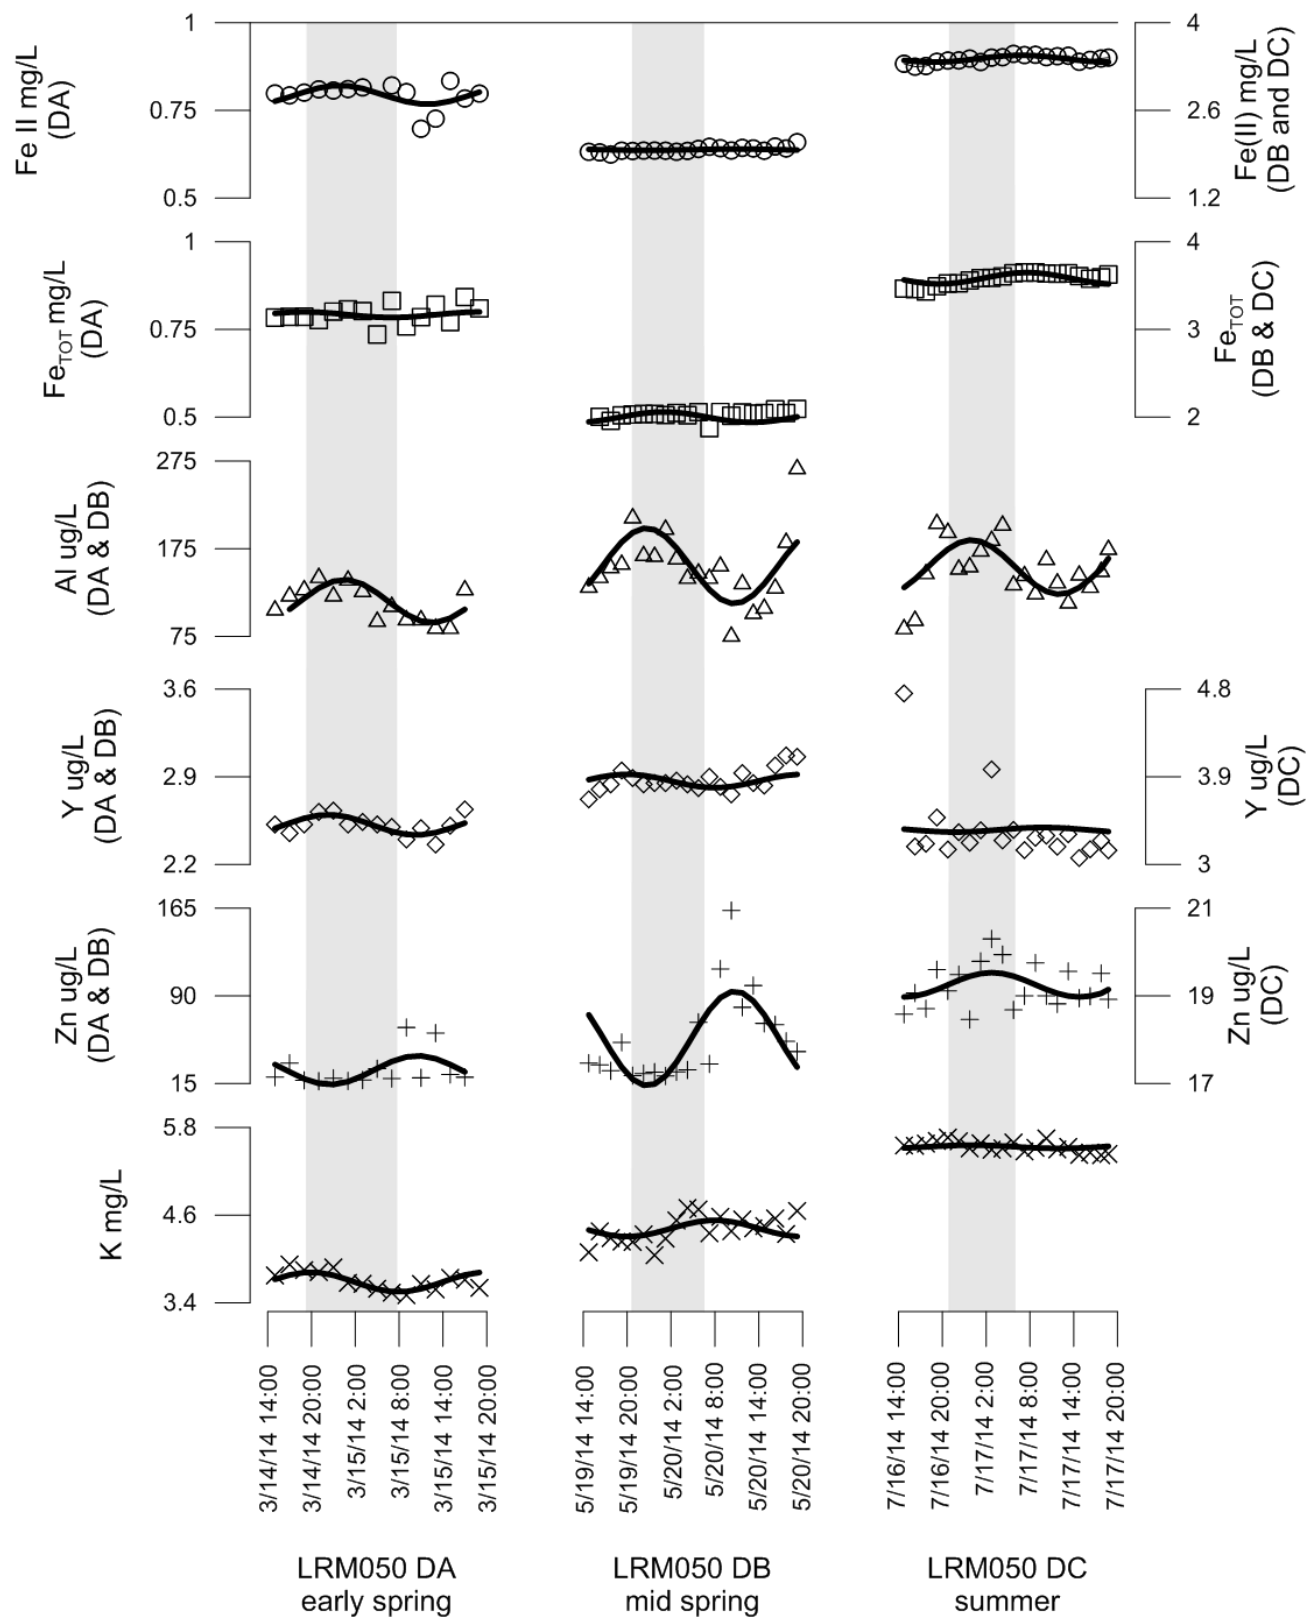 Fe II mg/L
(DA)
1
0.75
0.5
4
2.6
1.2
Fe(II) mg/L
(DB and DC)
FeTOT mg/L
(DA)
1
0.75
0.5
4
3
2
FeTOT
(DB & DC)
Al ug/L
(DA & DB)
275
175
75
Y ug/L
(DA & DB)
3.6
2.9
2.2
4.8
3.9
3
Y ug/L
(DC)
Zn ug/L
(DA & DB)
165
90
15
21
19
17
Zn ug/L
(DC)
K mg/L
5.8
4.6
3.4
3/14/14 14:00
3/14/14 20:00
3/15/14 2:00
3/15/14 8:00
3/15/14 14:00
3/15/14 20:00
5/19/14 14:00
5/19/14 20:00
5/20/14 2:00
5/20/14 8:00
5/20/14 14:00
5/20/14 20:00
7/16/14 14:00
7/16/14 20:00
7/17/14 2:00
7/17/14 8:00
7/17/14 14:00
7/17/14 20:00
LRM050 DA
early spring
LRM050 DB
mid spring
LRM050 DC
summer